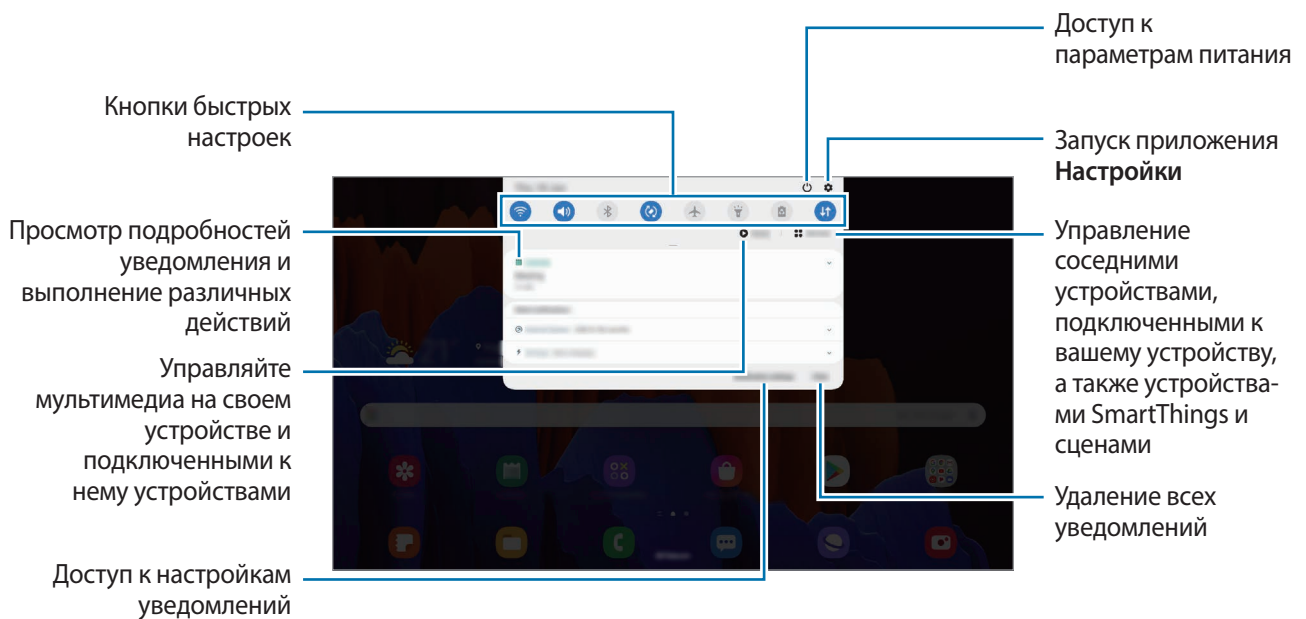 Доступ к
параметрам питания
Кнопки быстрых
настроек
Запуск приложения
Настройки
Просмотр подробностей
уведомления и
выполнение различных
действий
Управление
соседними
устройствами,
подключенными к
вашему устройству,
а также устройства-
ми SmartThings и
сценами
Управляйте
мультимедиа на своем
устройстве и
подключенными к
нему устройствами
Удаление всех
уведомлений
Доступ к настройкам
уведомлений